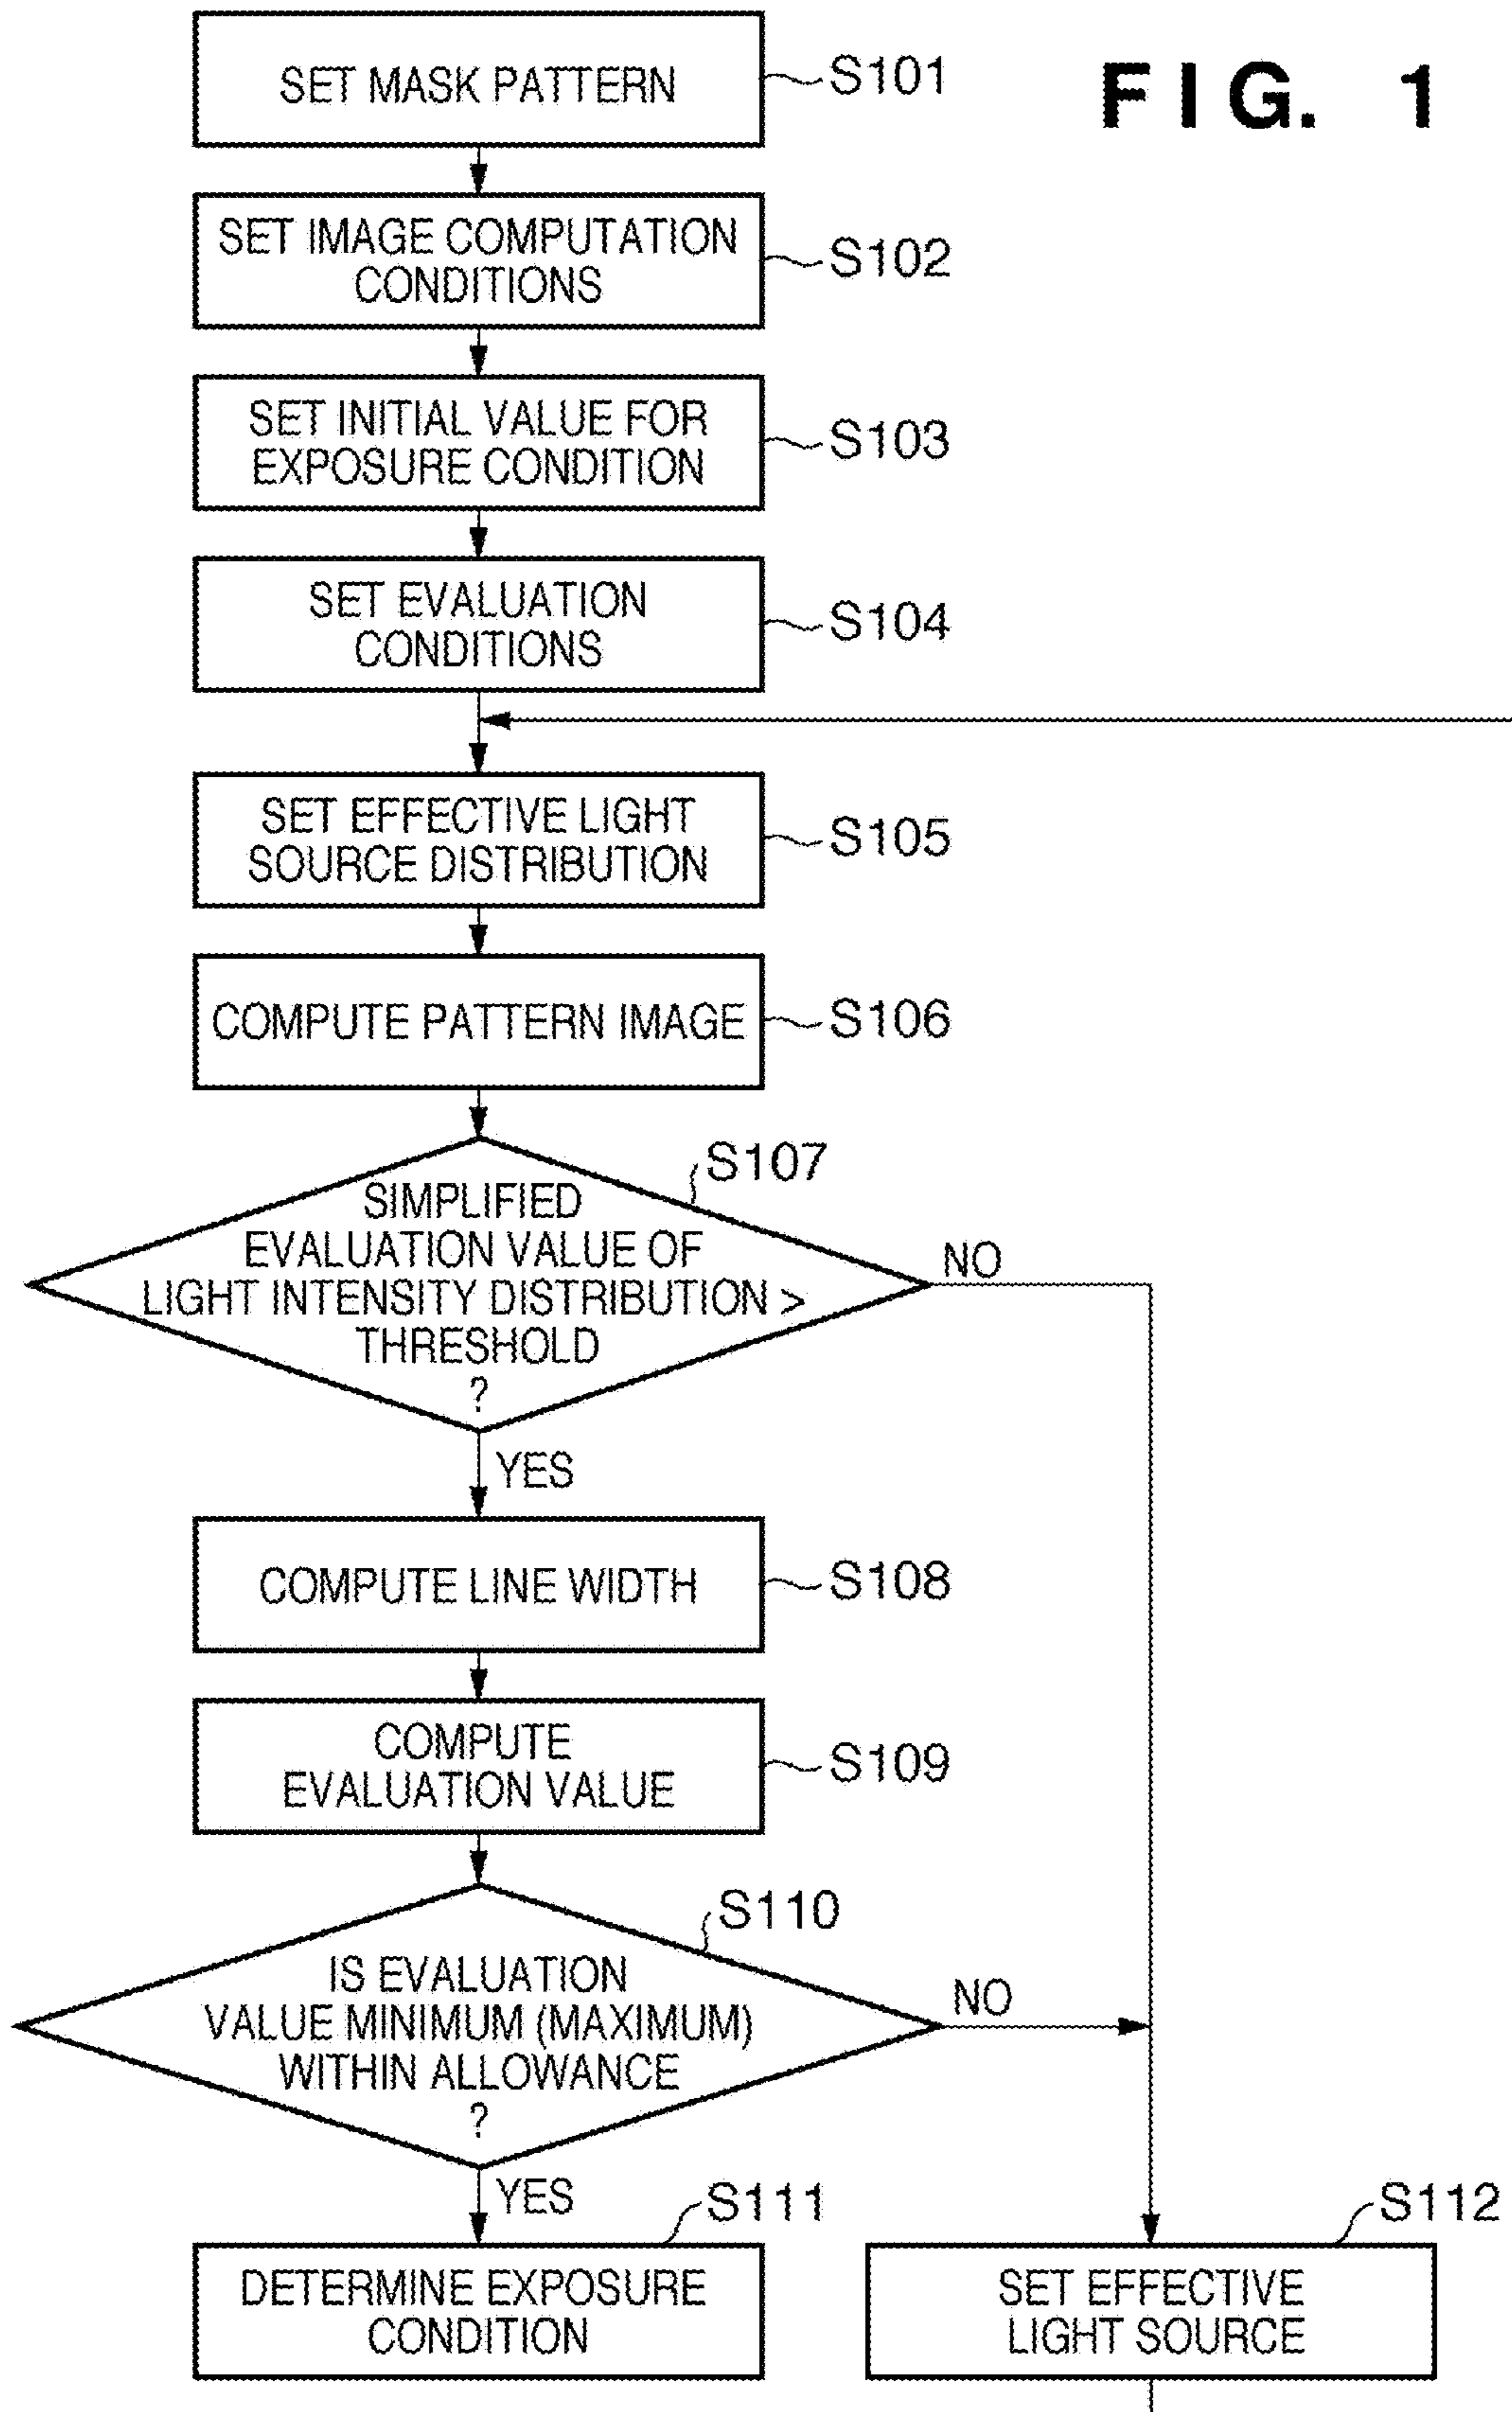 FIG. 1
SET MASK PATTERN
S101
SET IMAGE COMPUTATION
CONDITIONS
S102
SET INITIAL VALUE FOR
EXPOSURE CONDITION
S103
SET EVALUATION
CONDITIONS
S104
SET EFFECTIVE LIGHT
SOURCE DISTRIBUTION
S105
COMPUTE PATTERN IMAGE
S106
S107
SIMPLIFIED
EVALUATION VALUE OF
LIGHT INTENSITY DISTRIBUTION >
THRESHOLD
?
NO
YES
COMPUTE LINE WIDTH
S108
COMPUTE
EVALUATION VALUE
S109
S110
IS EVALUATION
VALUE MINIMUM (MAXIMUM)
WITHIN ALLOWANCE
?
NO
YES
S111
DETERMINE EXPOSURE
CONDITION
S112
SET EFFECTIVE
LIGHT SOURCE